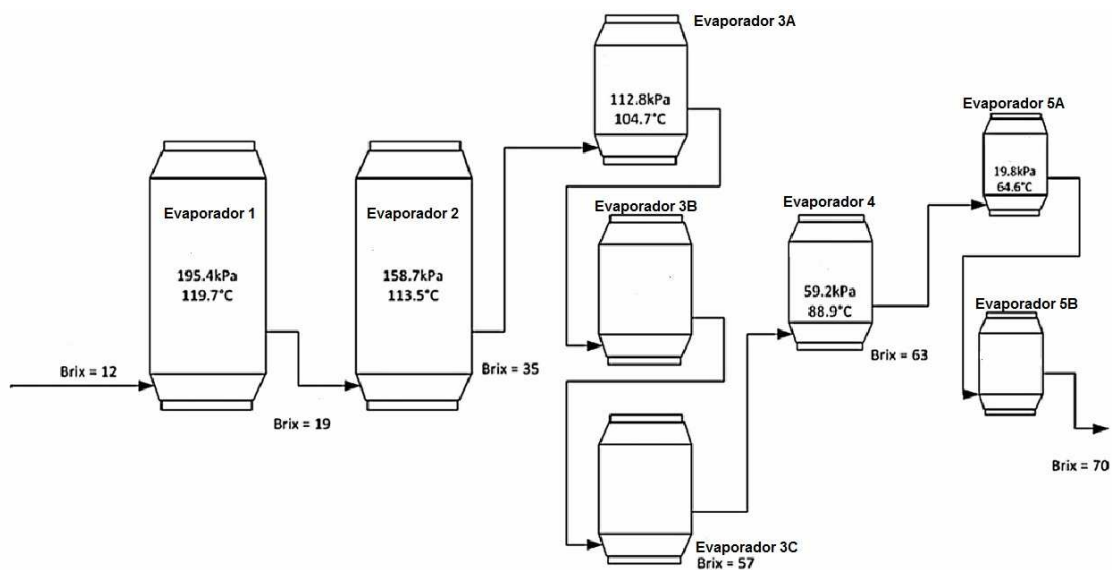 Evaporador 3A
112.8kPa
104.7°C
Evaporador 5A
19.8kPa
64.6°C
Evaporador 1
Evaporador 2
Evaporador 3B
Evaporador 4
195.4kPa
119.7°C
158.7kPa
113.5°C
59.2kPa
88.9°C
Evaporador 5B
Brix = 12
Brix = 35
Brix = 63
Brix = 19
Brix = 70
Evaporador 3C
Brix = 57